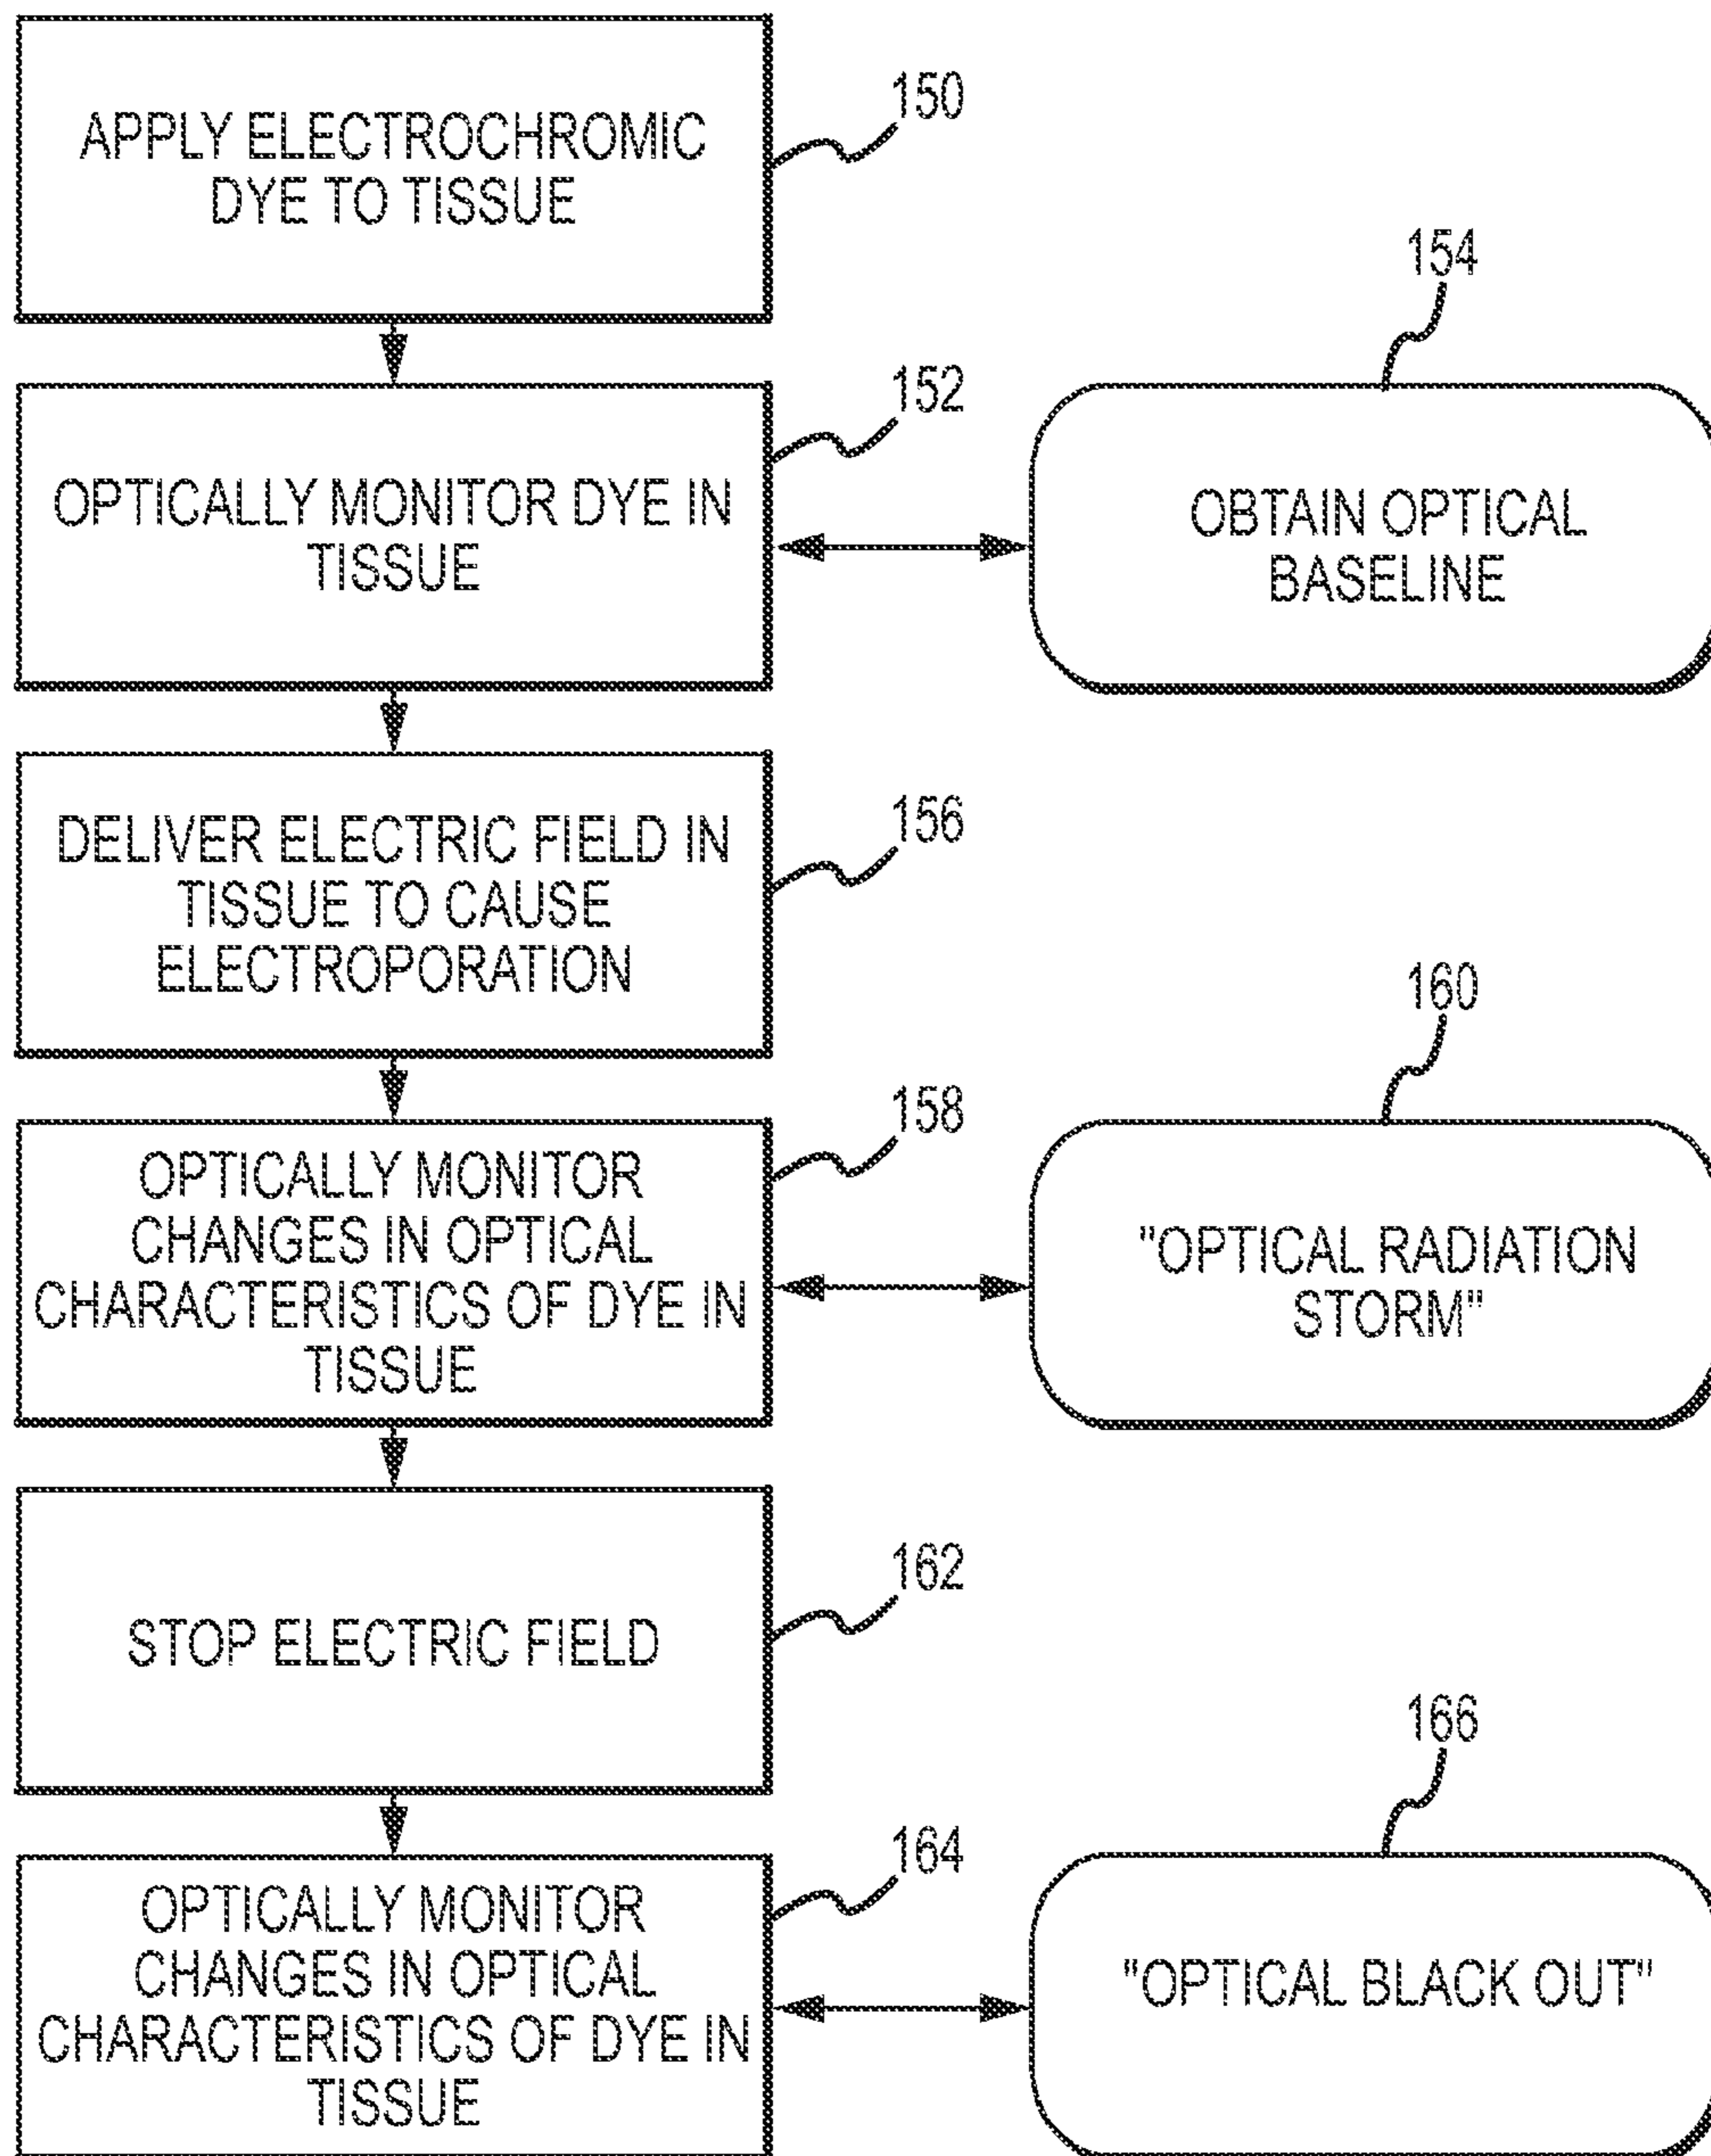 APPLY ELECTROCHROMIC
DYE TO TISSUE
150
OPTICALLY MONITOR DYE IN
TISSUE
152
OBTAIN OPTICAL
BASELINE
154
DELIVER ELECTRIC FIELD IN
TISSUE TO CAUSE
ELECTROPORATION
156
OPTICALLY MONITOR
CHANGES IN OPTICAL
CHARACTERISTICS OF DYE IN
TISSUE
158
"OPTICAL RADIATION
STORM"
160
STOP ELECTRIC FIELD
162
OPTICALLY MONITOR
CHANGES IN OPTICAL
CHARACTERISTICS OF DYE IN
TISSUE
164
"OPTICAL BLACK OUT"
166